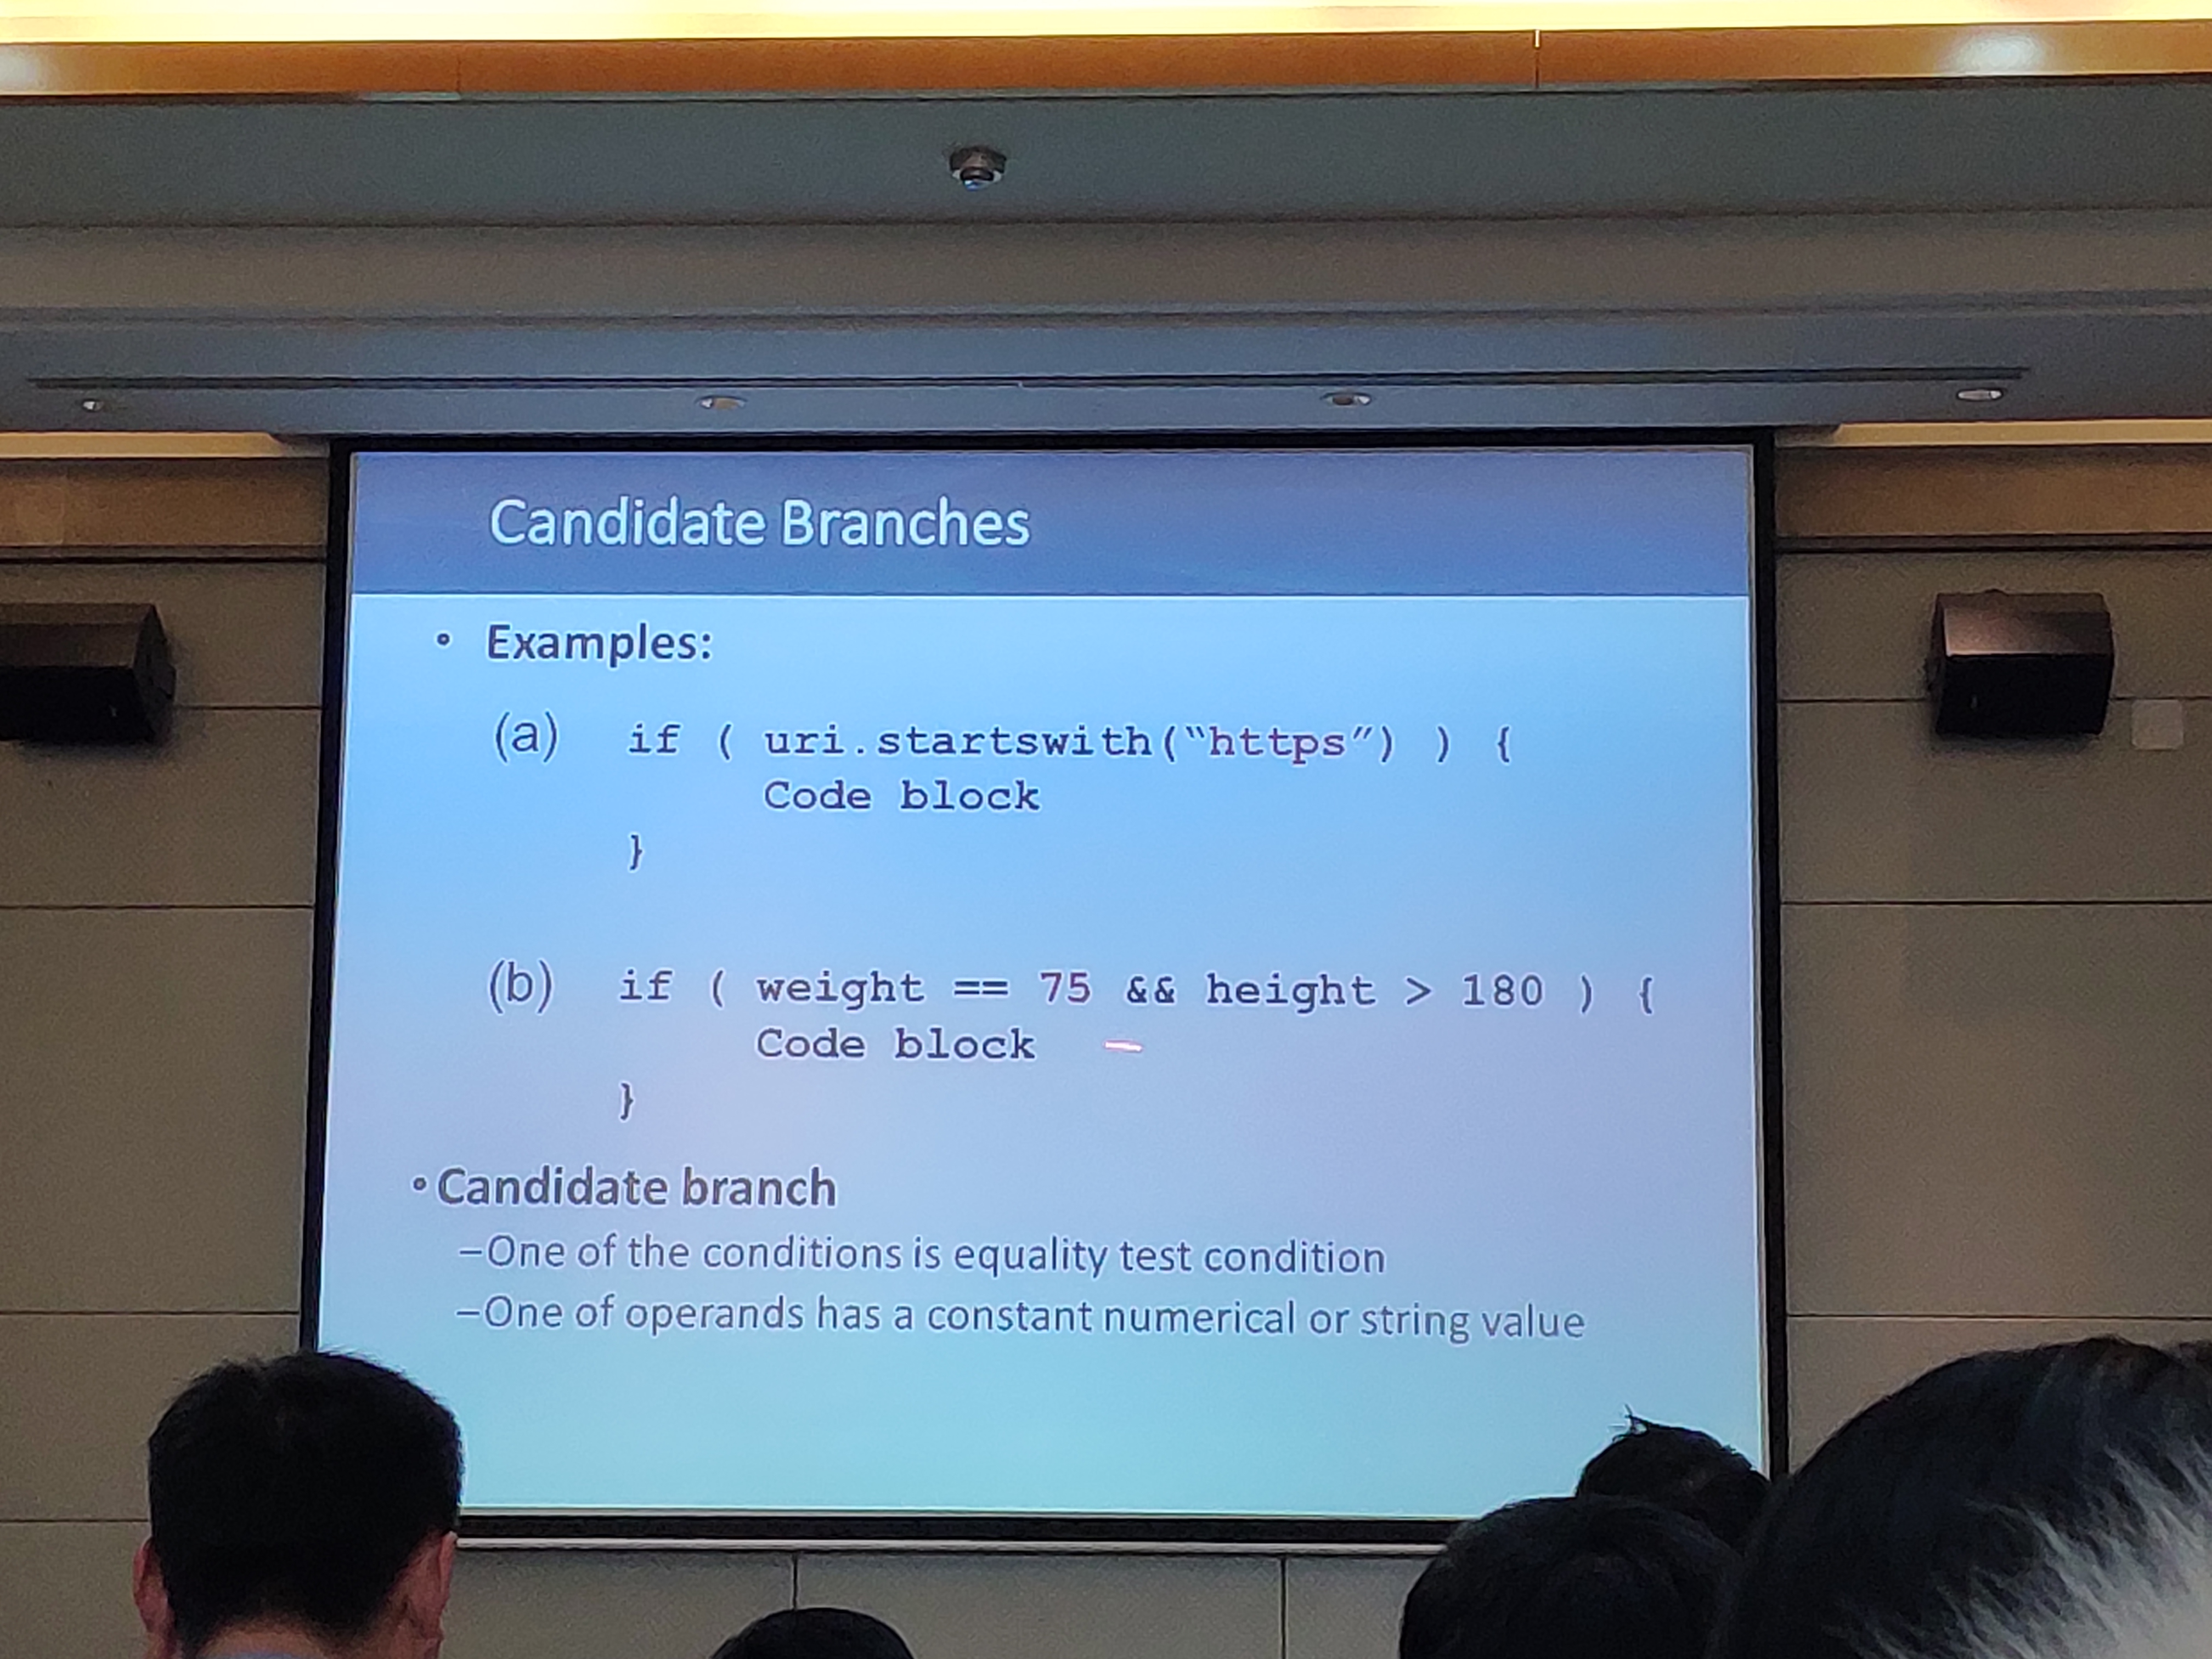 Candidate Branches
• Examples:
(a) if ( uri.startswith(“https”) ) {
Code block
}
(b) if ( weight == 75 && height > 180 ) {
Code block
}
• Candidate branch
–One of the conditions is equality test condition
–One of operands has a constant numerical or string value